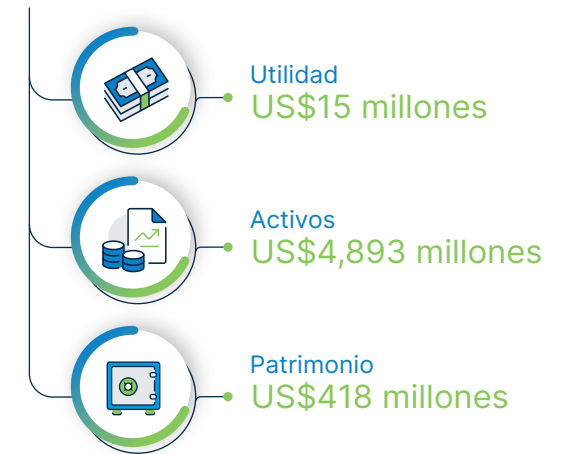 Utilidad
US$15 millones
Activos
US$4,893 millones
Patrimonio
US$418 millones